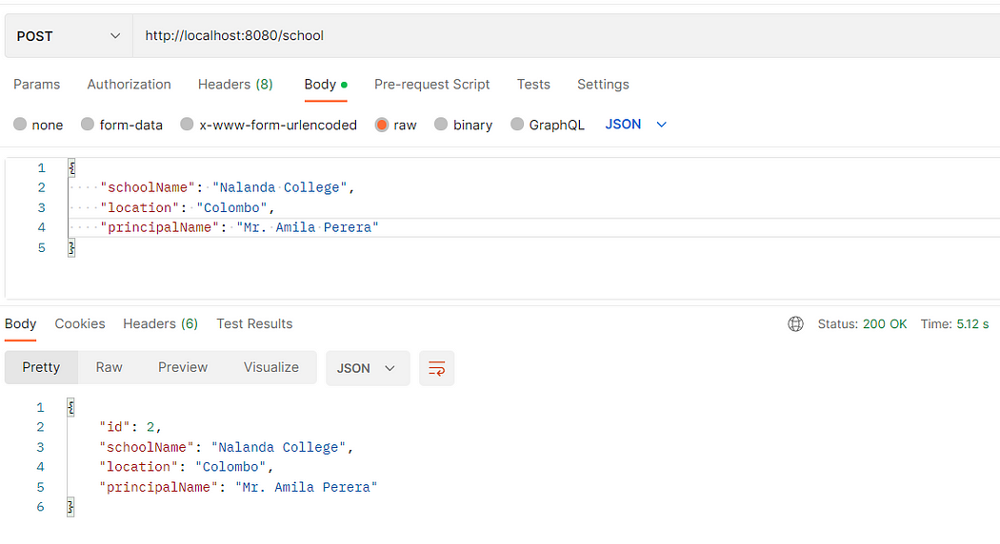 POST http://localhost:8080/school
Params Authorization Headers (8) Body Pre-request Script Tests Settings
none form-data x-www-form-urlencoded raw binary GraphQL JSON
1 {
2 "schoolName": "Nalanda College",
3 "location": "Colombo",
4 "principalName": "Mr. Amila Perera"
5 }
Body Cookies Headers (6) Test Results Status: 200 OK Time: 5.12 s
Pretty Raw Preview Visualize JSON
1 {
2 "id": 2,
3 "schoolName": "Nalanda College",
4 "location": "Colombo",
5 "principalName": "Mr. Amila Perera"
6 }